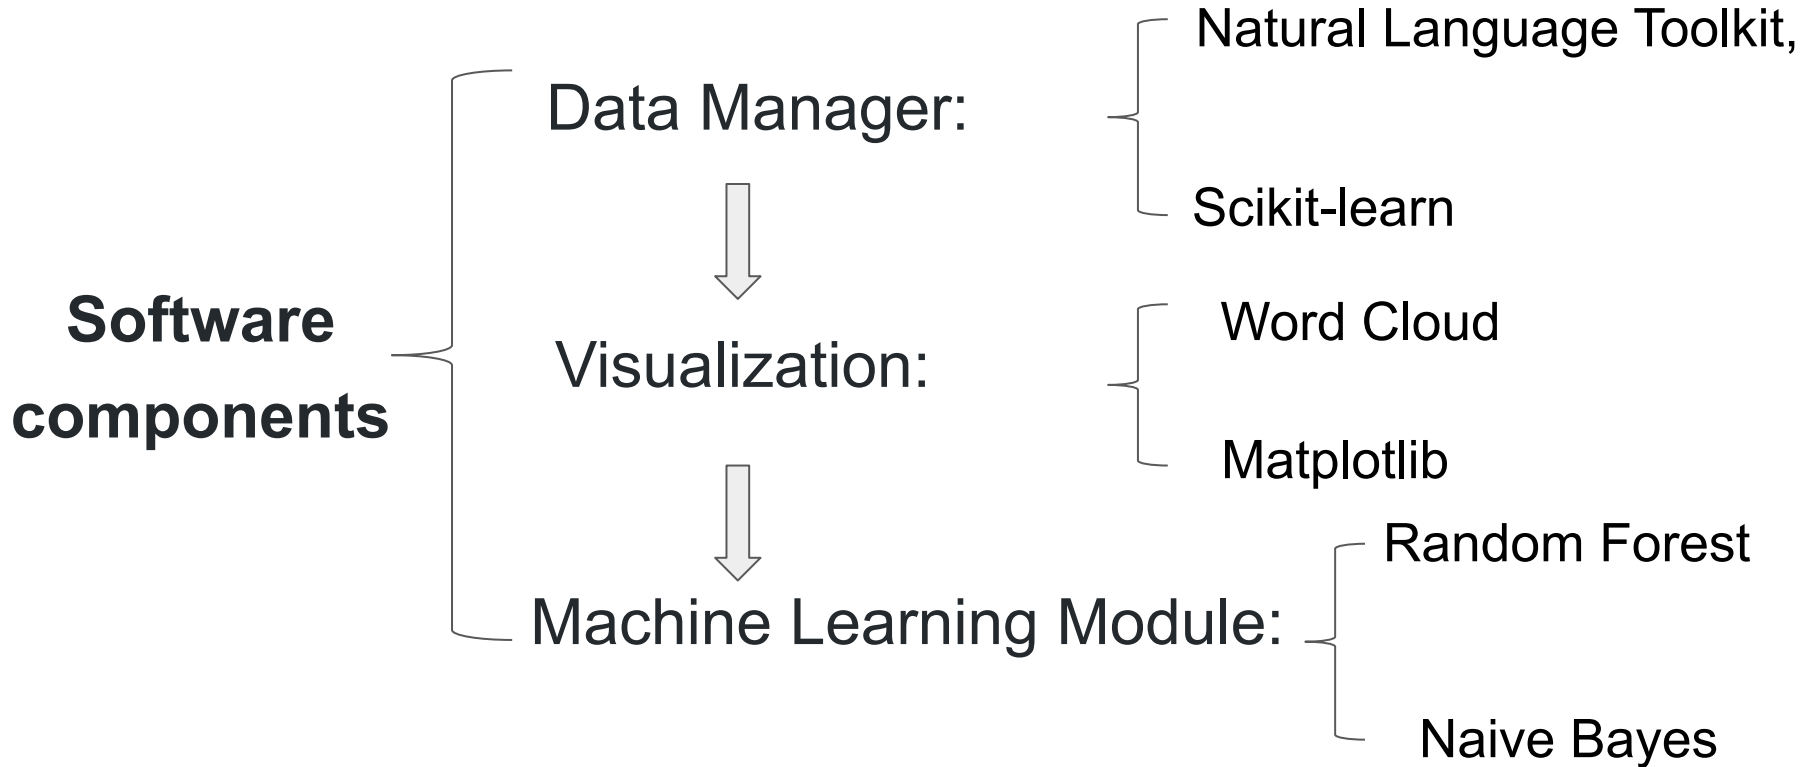 Software
components
Data Manager:
Natural Language Toolkit,
Scikit-learn
Visualization:
Word Cloud
Matplotlib
Machine Learning Module:
Random Forest
Naive Bayes